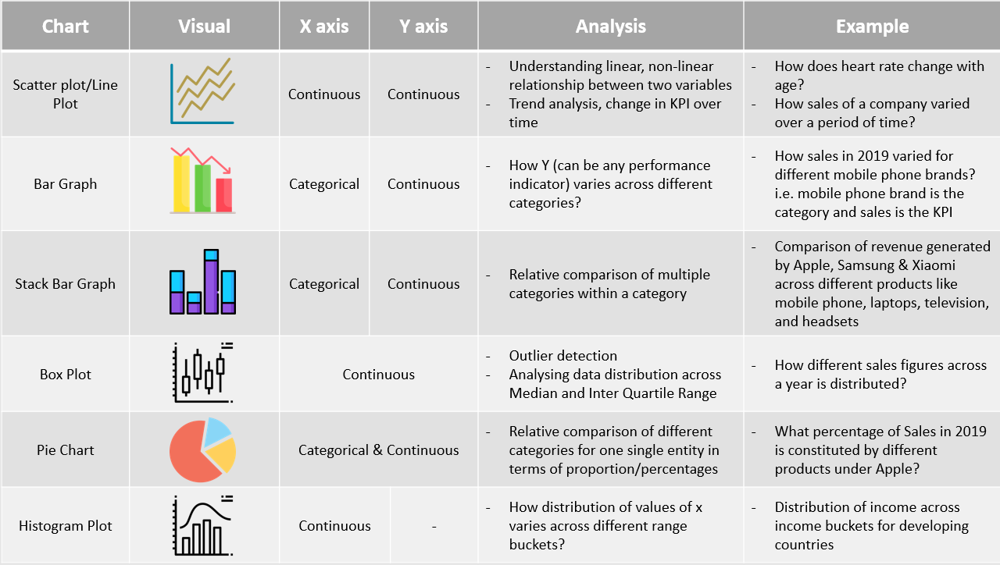 Chart Visual X axis Y axis Analysis Example
Scatter plot/Line
Plot
Continuous
Continuous
- Understanding linear, non-linear
relationship between two variables
- Trend analysis, change in KPI over
time
- How does heart rate change with
age?
- How sales of a company varied
over a period of time?
Bar Graph
Categorical
Continuous
- How Y (can be any performance
indicator) varies across different
categories?
- How sales in 2019 varied for
different mobile phone brands?
i.e. mobile phone brand is the
category and sales is the KPI
Stack Bar Graph
Categorical
Continuous
- Relative comparison of multiple
categories within a category
- Comparison of revenue generated
by Apple, Samsung & Xiaomi
across different products like
mobile phone, laptops, television,
and headsets
Box Plot
Continuous
- Outlier detection
- Analysing data distribution across
Median and Inter Quartile Range
- How different sales figures across
a year is distributed?
Pie Chart
Categorical & Continuous
- Relative comparison of different
categories for one single entity in
terms of proportion/percentages
- What percentage of Sales in 2019
is constituted by different
products under Apple?
Histogram Plot
Continuous
-
- How distribution of values of x
varies across different range
buckets?
- Distribution of income across
income buckets for developing
countries